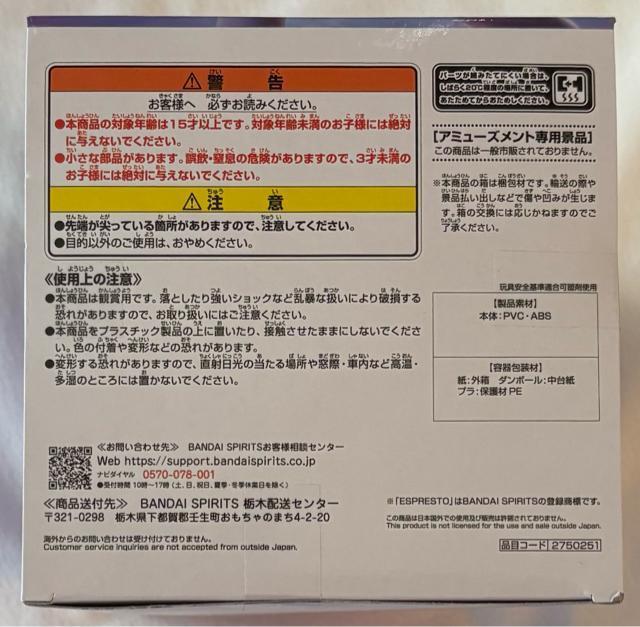 ⚠警告
お客様へ 必ずお読みください。
●本商品の対象年齢は15才以上です。対象年齢未満のお子様には絶対
に与えないでください。
●小さな部品があります。誤飲・窒息の危険がありますので、3才未満の
お子様には絶対に与えないでください。
⚠注意
●先端が尖っている箇所がありますので、注意してください。
●目的以外のご使用は、おやめください。
《使用上の注意》
●本商品は観賞用です。落としたり強いショックなど乱暴な扱いにより破損する
恐れがありますので、お取扱いにはご注意ください。
●本商品をプラスチック製品の上に置いたり、接触させたままにしないでくださ
い。色の付着や変形などの恐れがあります。
●変形する恐れがありますので、直射日光の当たる場所や窓際・車内など高温・
多湿のところには置かないでください。
パーツが組みたてにくい場合は、
しばらく20℃程度の場所に置いて、
あたためてからおためしください。
【アミューズメント専用景品】
この商品は一般市販されておりません。
※本商品の箱は梱包材です。輸送の際や
景品払い出しなどで傷や凹みが生じま
す。箱の交換には応じかねますのでご
了承ください。
玩具安全基準適合可塑剤使用
【製品素材】
本体:PVC・ABS
【容器包装材】
紙:外箱 ダンボール:中台紙
プラ:保護材PE
≪お問い合わせ先≫ BANDAI SPIRITSお客様相談センター
Web https://support.bandaispirits.co.jp
ナビダイヤル 0570-078-001
●受付時間 10時~17時(土、日、祝日、夏季・冬季休業日を除く)
≪商品送付先≫ BANDAI SPIRITS 栃木配送センター
〒321-0298 栃木県下都賀郡壬生町おもちゃのまち4-2-20
海外からのお問い合わせは受け付けておりません。
Customer service inquiries are not accepted from outside Japan.
※「ESPRESTO」はBANDAI SPIRITSの登録商標です。
この商品は日本国外での使用及び販売は許諾されておりません。
This product is not licensed for the use and sale outside Japan.
品目コード 2750251